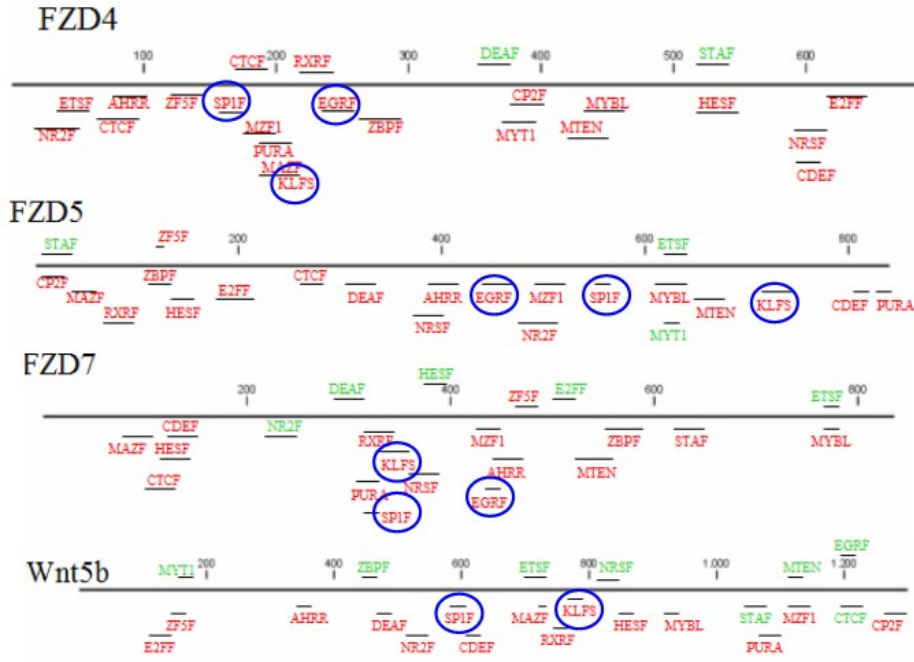 FZD4
CTCF RXRF DEAF STAF
100 200 300 400 500 600
ETSF AHRR ZF5F SP1F EGRF CP2F MYBL HESF E2FF
NR2F CTCF MZF1 ZBPF MYT1 MTEN NRSF
PURA
MAZF CDEF
KLFS
FZD5
STAF ZF5F ETSF
200 400 600 800
CP2F ZBPF CTCF
MAZF E2FF DEAF AHRR EGRF MZF1 SP1F MYBL KLFS
RXRF HESF NRSF NR2F MTEN CDEF PURA
MYT1
FZD7
HESF
DEAF ZF5F E2FF ETSF
200 400 600 800
CDEF NR2F
MAZF HESF RXRF MZF1 ZBPF STAF MYBL
KLFS
CTCF AHRR MTEN
PURA NRSF EGRF
SP1F
Wnt5b
EGRF
MYT1 ZBPF ETSF NRSF MTEN
200 400 600 800 1.000 1.200
ZF5F AHRR DEAF SP1F MAZF KLFS HESF MYBL STAF MZF1 CTCF CP2F
E2FF NR2F CDEF RXRF PURA